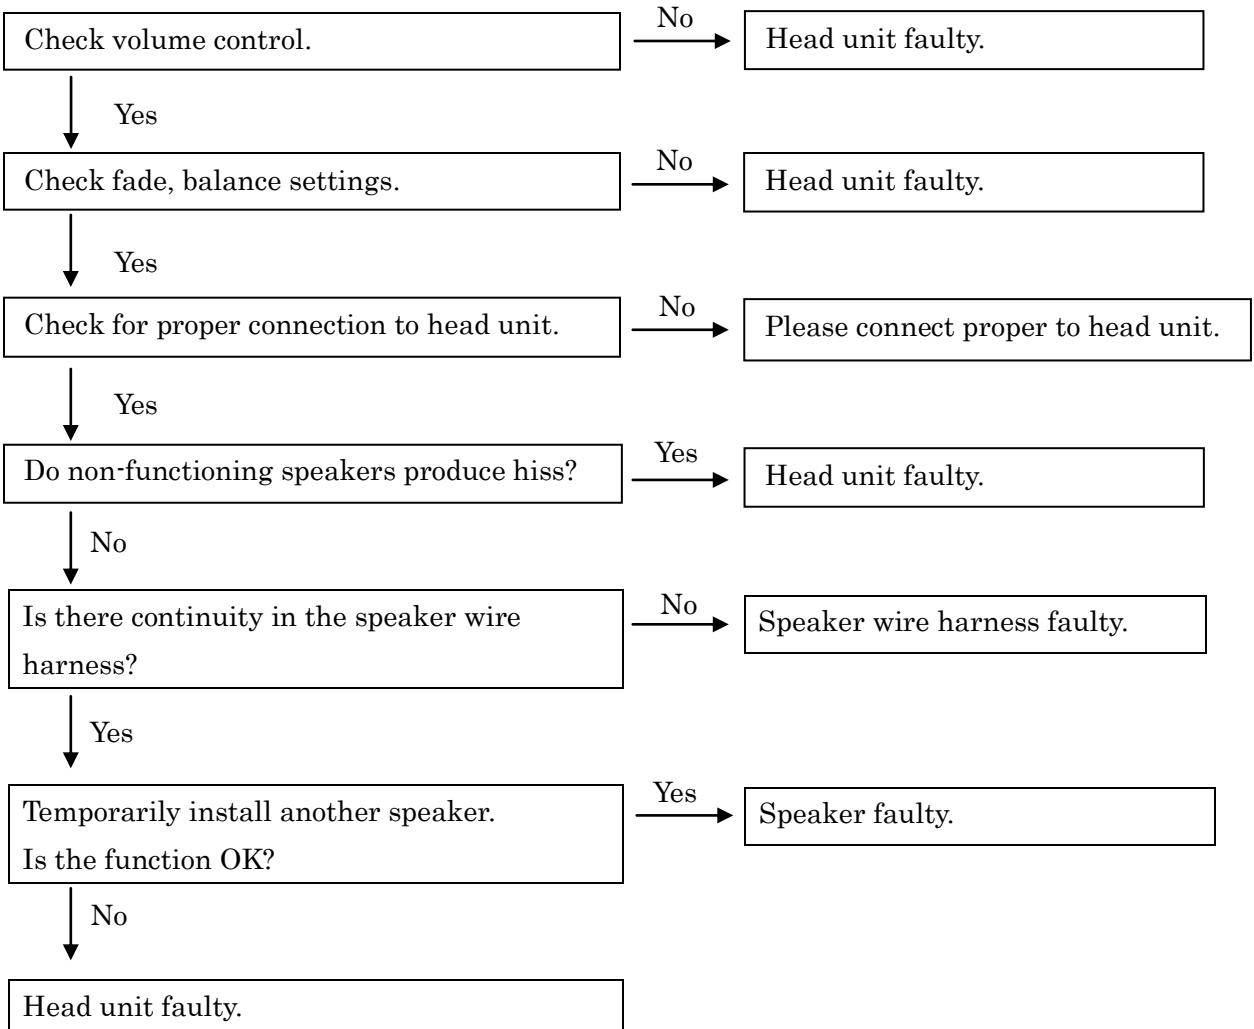 Check volume control.
No
Head unit faulty.
Yes
Check fade, balance settings.
No
Head unit faulty.
Yes
Check for proper connection to head unit.
No
Please connect proper to head unit.
Yes
Do non-functioning speakers produce hiss?
Yes
Head unit faulty.
No
Is there continuity in the speaker wire
harness?
No
Speaker wire harness faulty.
Yes
Temporarily install another speaker.
Is the function OK?
Yes
Speaker faulty.
No
Head unit faulty.